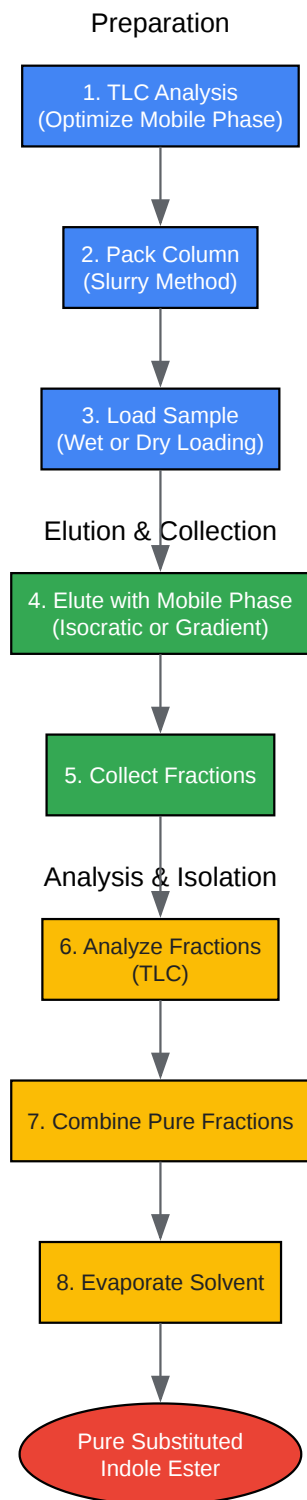 Preparation
1. TLC Analysis
(Optimize Mobile Phase)
2. Pack Column
(Slurry Method)
3. Load Sample
(Wet or Dry Loading)
Elution & Collection
4. Elute with Mobile Phase
(Isocratic or Gradient)
5. Collect Fractions
Analysis & Isolation
6. Analyze Fractions
(TLC)
7. Combine Pure Fractions
8. Evaporate Solvent
Pure Substituted
Indole Ester